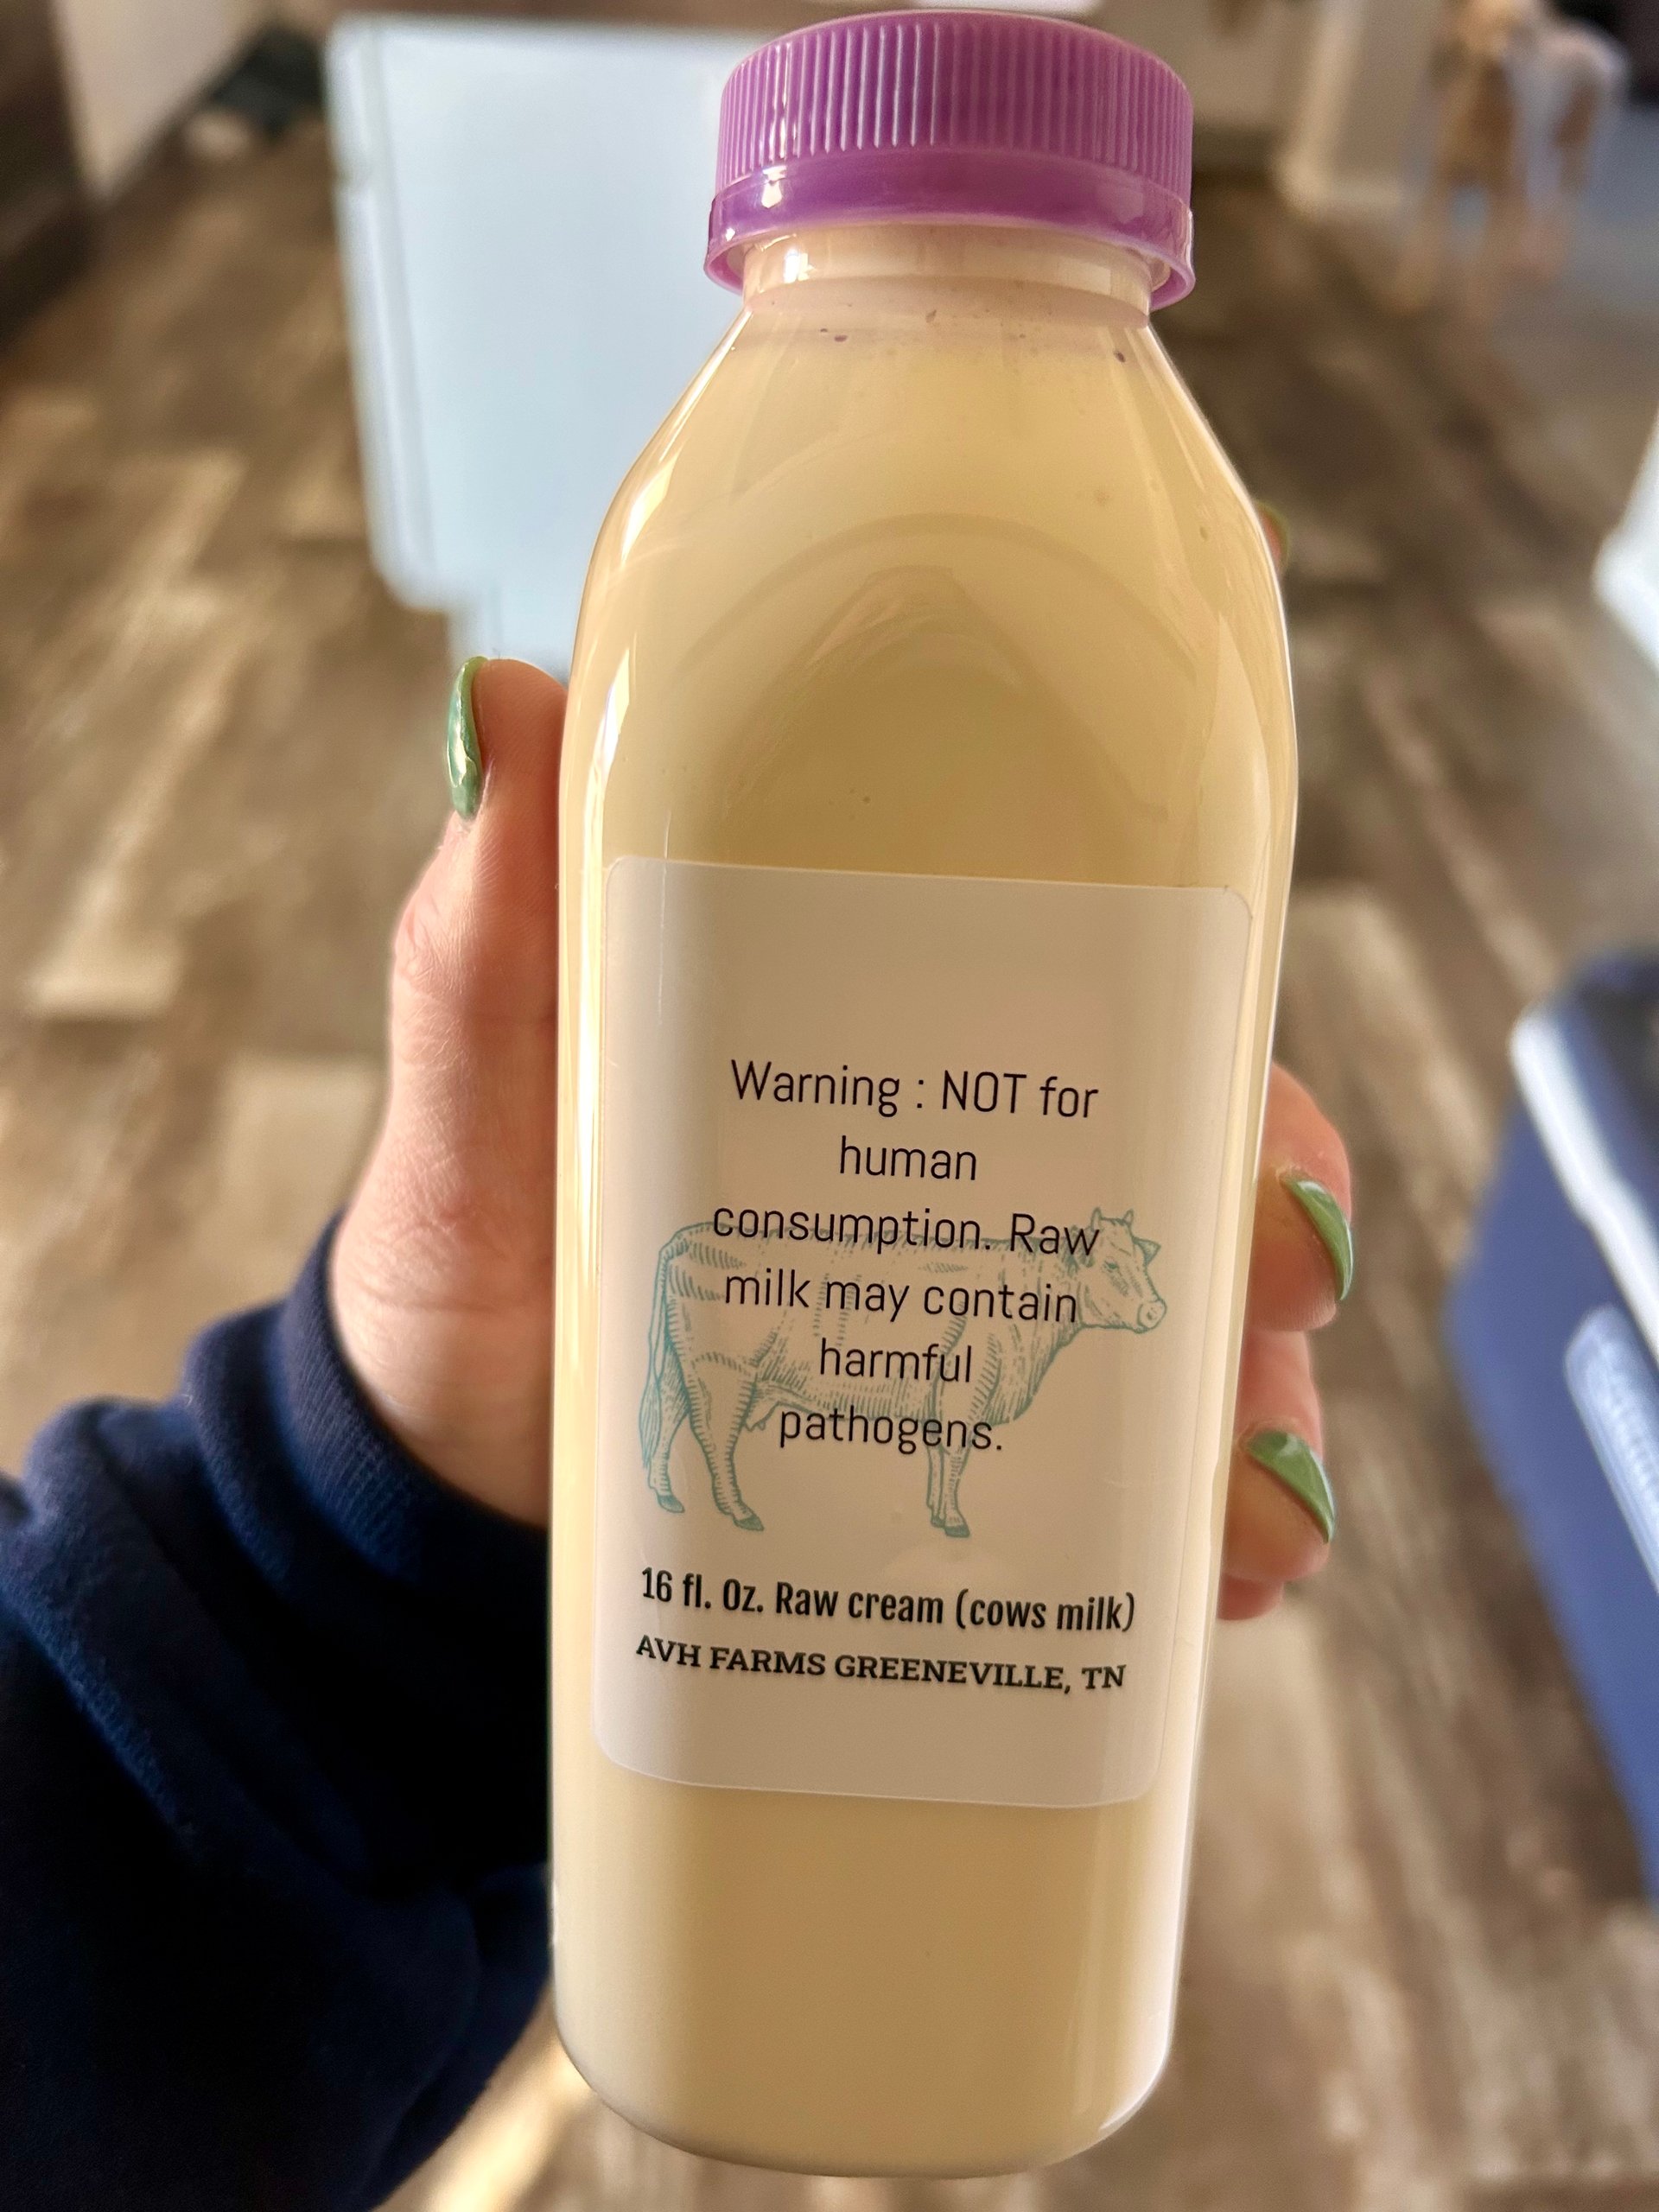 Warning : NOT for
human
consumption. Raw
milk may contain
harmful
pathogens.
16 fl. Oz. Raw cream (cows milk)
AVH FARMS GREENEVILLE, TN